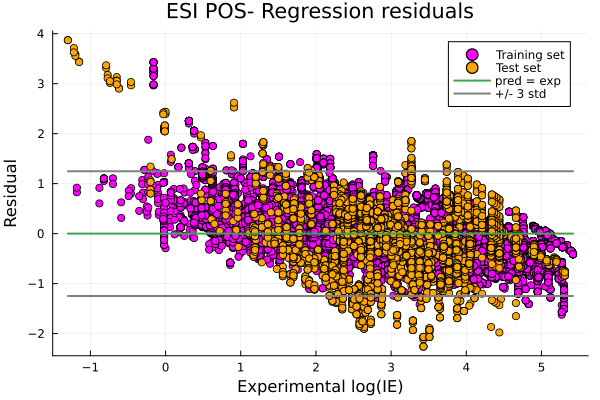 ESI POS- Regression residuals
Training set
Test set
pred = exp
+/- 3 std
Residual
4
3
2
1
0
−1
−2
−1
0
1
2
3
4
5
Experimental log(IE)